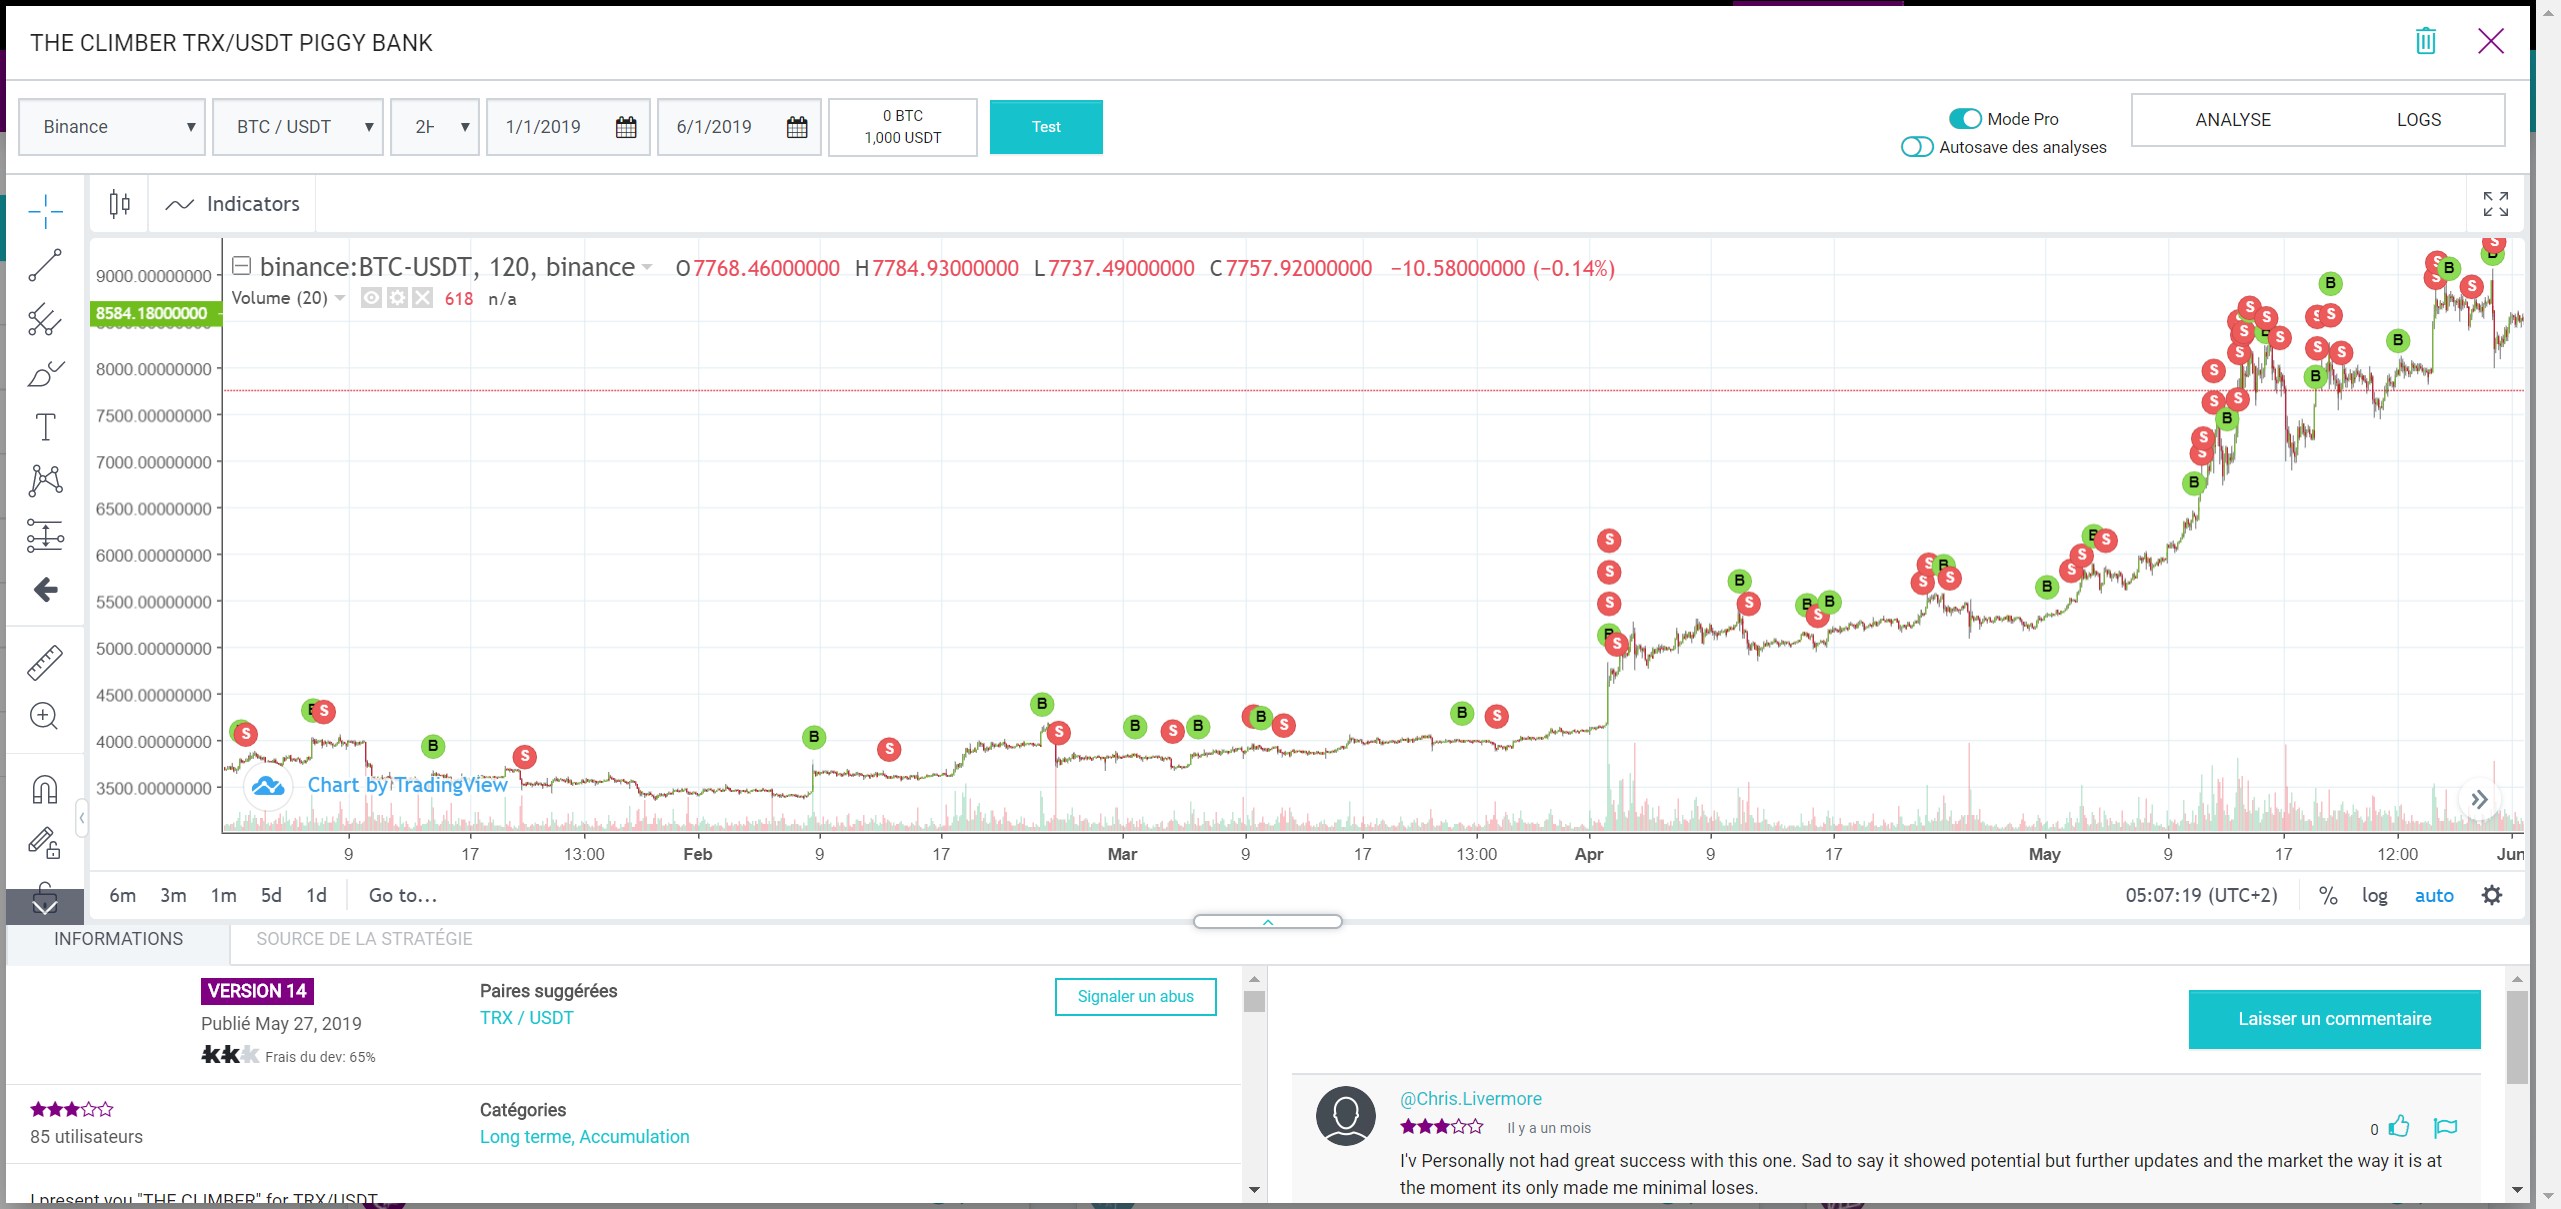 THE CLIMBER TRX/USDT PIGGY BANK
Binance
BTC / USDT
1/1/2019
6/1/2019
0 BTC
1,000 USDT
Test
Mode Pro
Autosave des analyses
ANALYSE
LOGS
Indicators
binance:BTC-USDT, 120, binance
O7768.46000000 H7784.93000000 L7737.49000000 C7757.92000000 −10.58000000 (−0.14%)
Volume (20)
618 n/a
9000.00000000
8584.18000000
8000.00000000
7500.00000000
7000.00000000
6500.00000000
6000.00000000
5500.00000000
5000.00000000
4500.00000000
4000.00000000
3500.00000000
Chart by TradingView
9 17 13:00 Feb 9 17 Mar 9 17 13:00 Apr 9 17 May 9 17 12:00 Jun
6m 3m 1m 5d 1d Go to...
05:07:19 (UTC+2) % log auto
INFORMATIONS
SOURCE DE LA STRATÉGIE
VERSION 14
Publié May 27, 2019
Frais du dev: 65%
Paires suggérées
TRX / USDT
Signaler un abus
85 utilisateurs
Catégories
Long terme, Accumulation
I present you "THE CLIMBER" for TRX/USDT
Laisser un commentaire
@Chris.Livermore
Il y a un mois
0
I'v Personally not had great success with this one. Sad to say it showed potential but further updates and the market the way it is at
the moment its only made me minimal loses.